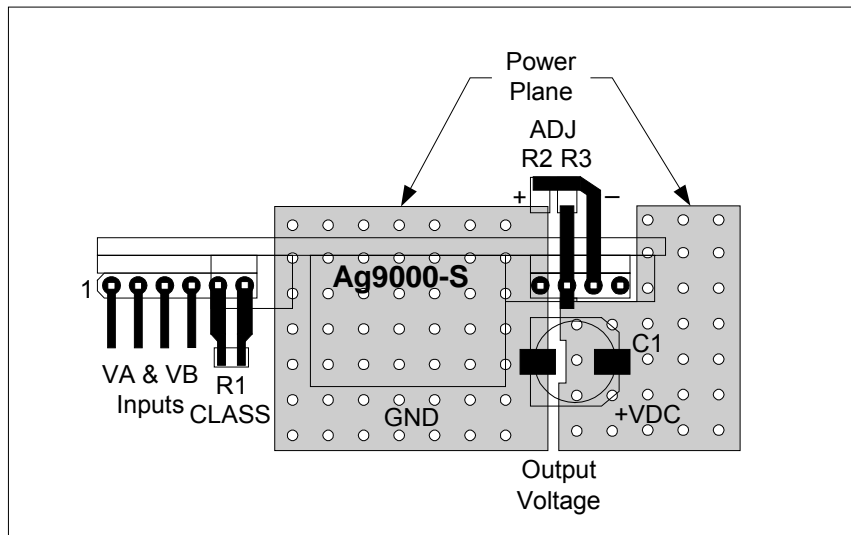 Power
Plane
ADJ
R2 R3
+ –
Ag9000-S
1
VA & VB
Inputs
R1
CLASS
C1
GND
+VDC
Output
Voltage